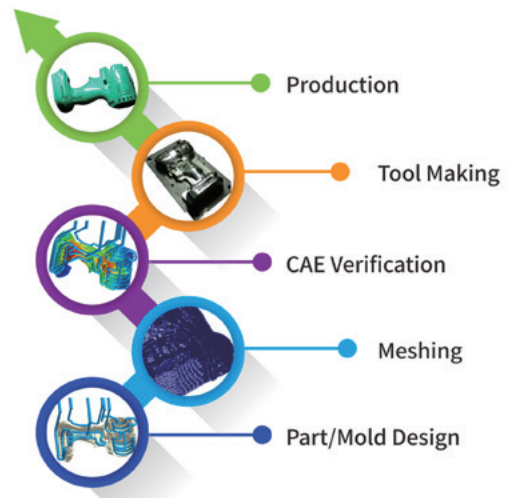 Production
Tool Making
CAE Verification
Meshing
Part/Mold Design